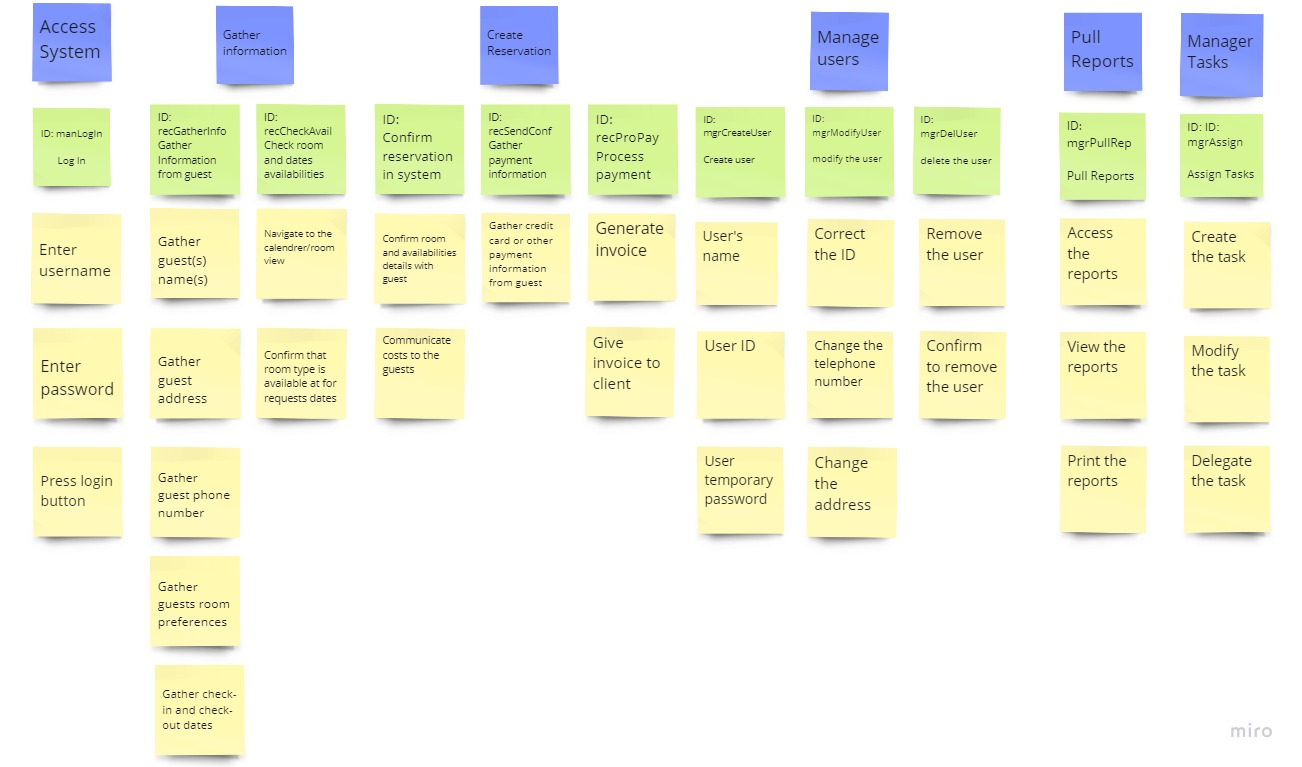 Access
System
Gather
information
Create
Reservation
Manage
users
Pull
Reports
Manager
Tasks
ID: manLogIn
Log In
ID:
recGatherInfo
Gather
Information
from guest
ID:
recCheckAvail
Check room
and dates
availabilities
ID:
Confirm
reservation
in system
ID:
recSendConf
Gather
payment
information
ID:
recProPay
Process
payment
ID:
mgrCreateUser
Create user
ID:
mgrModifyUser
modify the user
ID:
mgrDelUser
delete the user
ID:
mgrPullRep
Pull Reports
ID: ID:
mgrAssign
Assign Tasks
Enter
username
Gather
guest(s)
name(s)
Navigate to the
calendrer/room
view
Confirm room
and availabilities
details with
guest
Gather credit
card or other
payment
information
from guest
Generate
invoice
User's
name
Correct
the ID
Remove
the user
Access
the
reports
Create
the task
Enter
password
Gather
guest
address
Confirm that
room type is
available at for
requests dates
Communicate
costs to the
guests
Give
invoice to
client
User ID
Change the
telephone
number
Confirm
to remove
the user
View the
reports
Modify
the task
Press login
button
Gather
guest phone
number
User
temporary
password
Change
the
address
Print the
reports
Delegate
the task
Gather
guests room
preferences
Gather check-
in and check-
out dates
miro